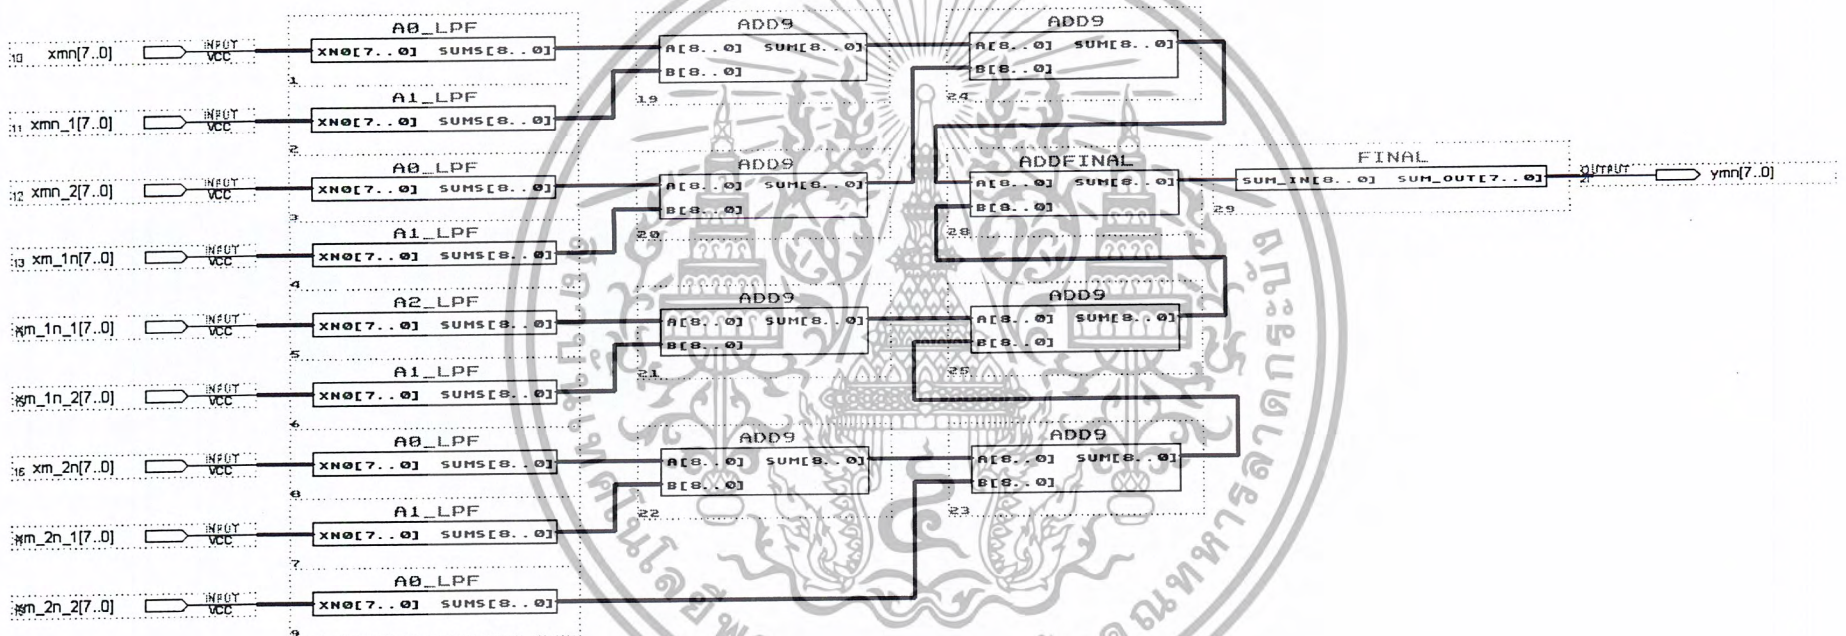 A0_LPF
ADD9
ADD9
10 xmn[7..0] INPUT VCC XN0[7..0] SUMS[8..0] A[8..0] SUM[8..0] A[8..0] SUM[8..0]
B[8..0] B[8..0]
1
A1_LPF 19 24
11 xmn_1[7..0] INPUT VCC XN0[7..0] SUMS[8..0]
2
A0_LPF ADD9 ADDFINAL FINAL
12 xmn_2[7..0] INPUT VCC XN0[7..0] SUMS[8..0] A[8..0] SUM[8..0] A[8..0] SUM[8..0] SUM_IN[8..0] SUM_OUT[7..0] OUTPUT ymn[7..0]
B[8..0] B[8..0] 29
3
A1_LPF 20 28
13 xm_1n[7..0] INPUT VCC XN0[7..0] SUMS[8..0]
4
A2_LPF ADD9 ADD9
xm_1n_1[7..0] INPUT VCC XN0[7..0] SUMS[8..0] A[8..0] SUM[8..0] A[8..0] SUM[8..0]
B[8..0] B[8..0]
5
A1_LPF 21 25
xm_1n_2[7..0] INPUT VCC XN0[7..0] SUMS[8..0]
6
A0_LPF ADD9 ADD9
16 xm_2n[7..0] INPUT VCC XN0[7..0] SUMS[8..0] A[8..0] SUM[8..0] A[8..0] SUM[8..0]
B[8..0] B[8..0]
8
A1_LPF 22 23
xm_2n_1[7..0] INPUT VCC XN0[7..0] SUMS[8..0]
7
A0_LPF
xm_2n_2[7..0] INPUT VCC XN0[7..0] SUMS[8..0]
9